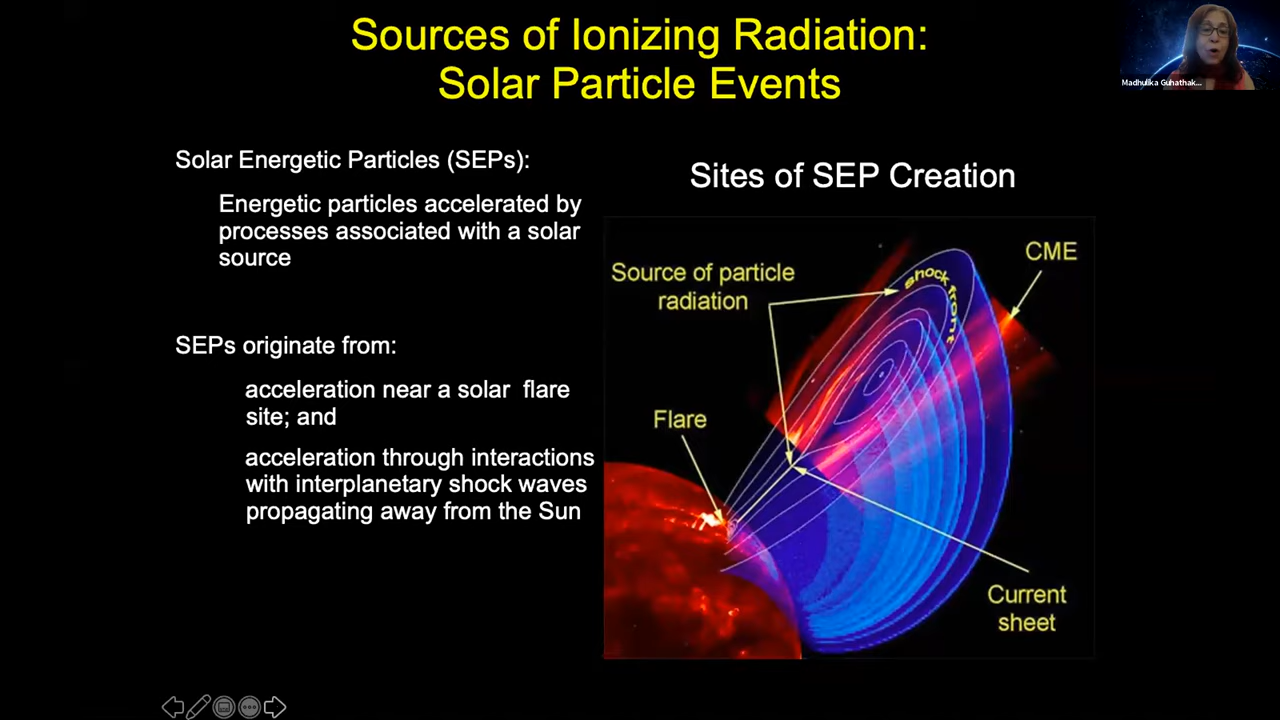 Sources of Ionizing Radiation:
Solar Particle Events
Madhulika Guhathak...
Solar Energetic Particles (SEPs):
Energetic particles accelerated by
processes associated with a solar
source
SEPs originate from:
acceleration near a solar flare
site; and
acceleration through interactions
with interplanetary shock waves
propagating away from the Sun
Sites of SEP Creation
CME
Source of particle
radiation
shock front
Flare
Current
sheet